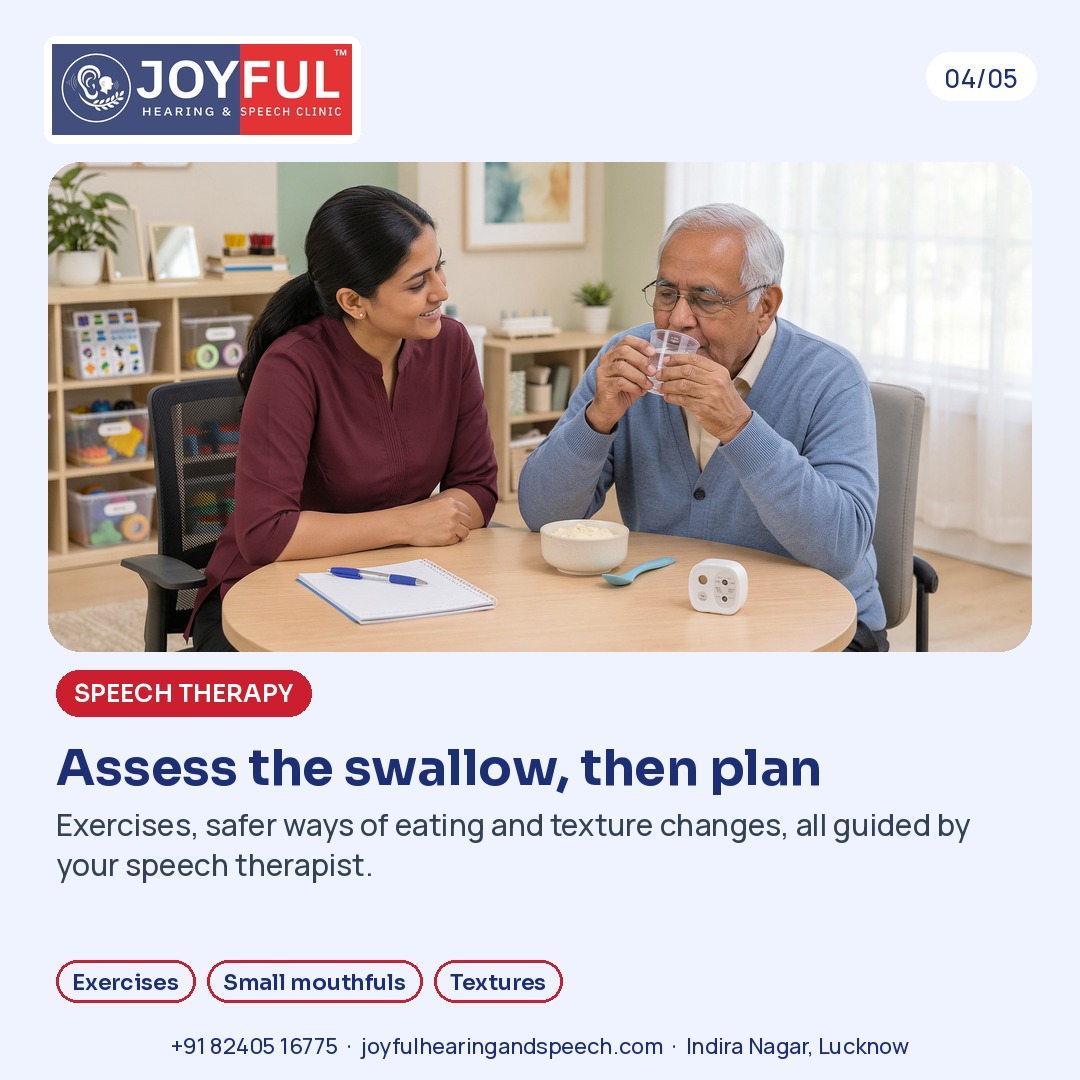 JOYFUL™
HEARING & SPEECH CLINIC
04/05
SPEECH THERAPY
Assess the swallow, then plan
Exercises, safer ways of eating and texture changes, all guided by
your speech therapist.
Exercises
Small mouthfuls
Textures
+91 82405 16775 · joyfulhearingandspeech.com · Indira Nagar, Lucknow